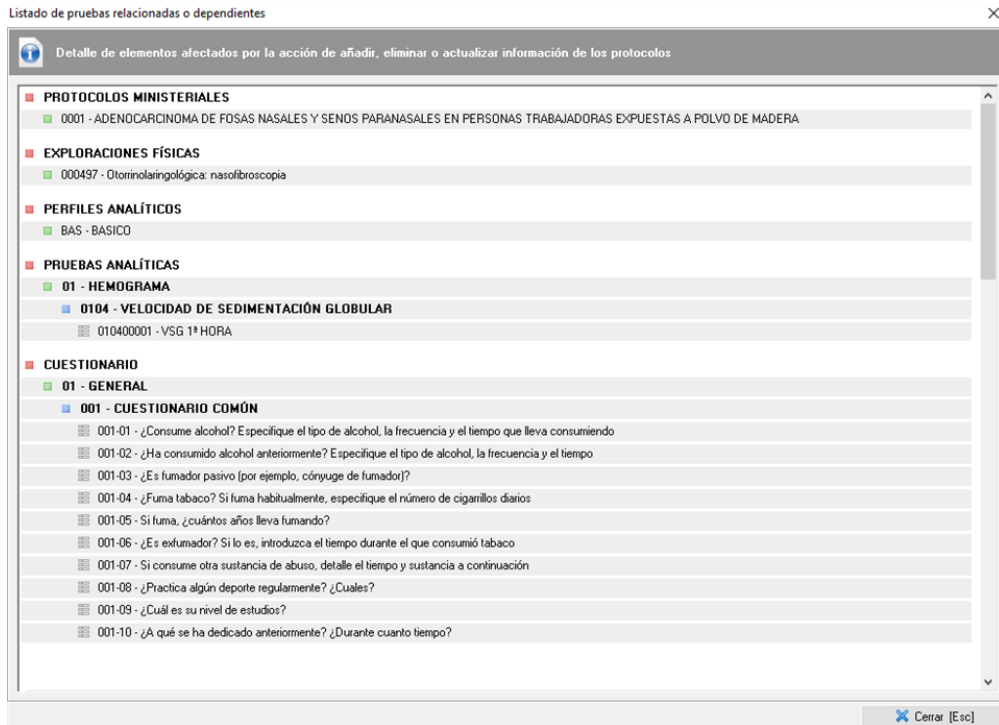 Listado de pruebas relacionadas o dependientes
Detalle de elementos afectados por la acción de añadir, eliminar o actualizar información de los protocolos
PROTOCOLOS MINISTERIALES
0001 - ADENOCARCINOMA DE FOSAS NASALES Y SENOS PARANASALES EN PERSONAS TRABAJADORAS EXPUESTAS A POLVO DE MADERA
EXPLORACIONES FÍSICAS
000497 - Otorrinolaringológica: nasofibroscopia
PERFILES ANALÍTICOS
BAS - BASICO
PRUEBAS ANALÍTICAS
01 - HEMOGRAMA
0104 - VELOCIDAD DE SEDIMENTACIÓN GLOBULAR
010400001 - VSG 1ª HORA
CUESTIONARIO
01 - GENERAL
001 - CUESTIONARIO COMÚN
001-01 - ¿Consume alcohol? Especifique el tipo de alcohol, la frecuencia y el tiempo que lleva consumiendo
001-02 - ¿Ha consumido alcohol anteriormente? Especifique el tipo de alcohol, la frecuencia y el tiempo
001-03 - ¿Es fumador pasivo (por ejemplo, cónyuge de fumador)?
001-04 - ¿Fuma tabaco? Si fuma habitualmente, especifique el número de cigarrillos diarios
001-05 - Si fuma, ¿cuántos años lleva fumando?
001-06 - ¿Es exfumador? Si lo es, introduzca el tiempo durante el que consumió tabaco
001-07 - Si consume otra sustancia de abuso, detalle el tiempo y sustancia a continuación
001-08 - ¿Practica algún deporte regularmente? ¿Cuales?
001-09 - ¿Cuál es su nivel de estudios?
001-10 - ¿A qué se ha dedicado anteriormente? ¿Durante cuanto tiempo?
Cerrar [Esc]